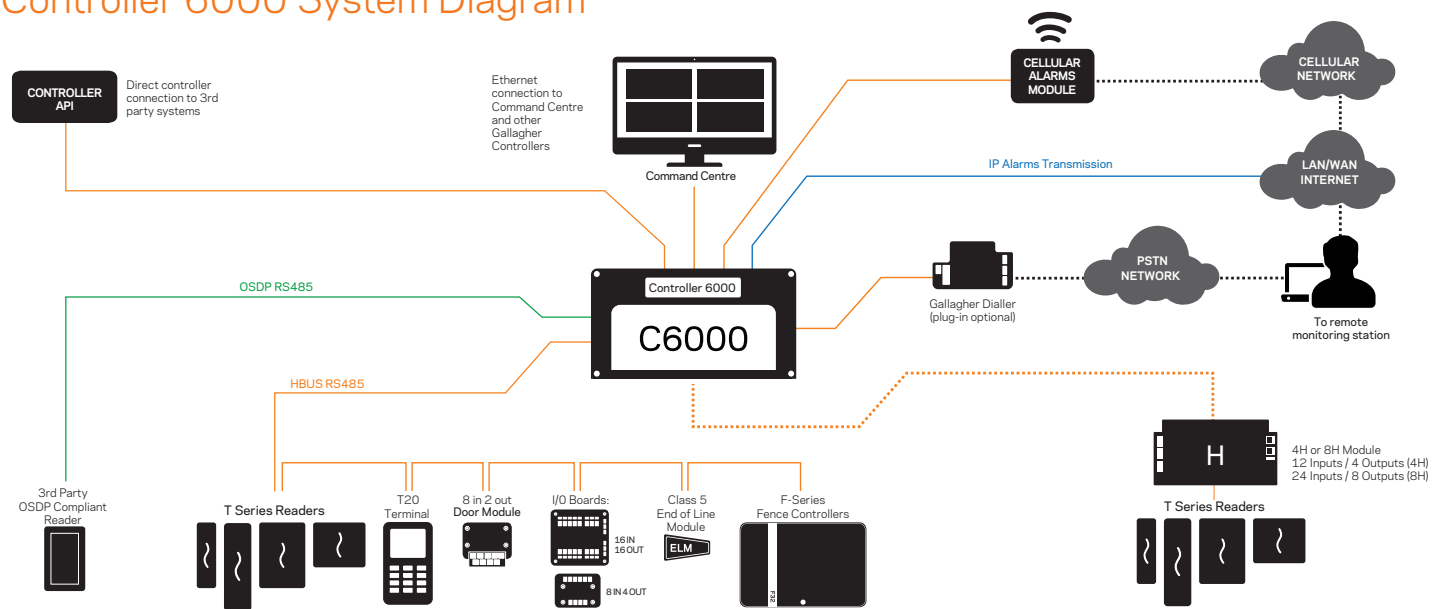 Controller 6000 System Diagram
CONTROLLER
API
Direct controller
connection to 3rd
party systems
Ethernet
connection to
Command Centre
and other
Gallagher
Controllers
Command Centre
CELLULAR
ALARMS
MODULE
CELLULAR
NETWORK
IP Alarms Transmission
LAN/WAN
INTERNET
OSDP RS485
Controller 6000
C6000
Gallagher Dialler
(plug-in optional)
PSTN
NETWORK
To remote
monitoring station
HBUS RS485
H
4H or 8H Module
12 Inputs / 4 Outputs (4H)
24 Inputs / 8 Outputs (8H)
3rd Party
OSDP Compliant
Reader
T Series Readers
T20
Terminal
8 in 2 out
Door Module
I/0 Boards:
16 IN
16 OUT
8 IN 4 OUT
Class 5
End of Line
Module
ELM
F-Series
Fence Controllers
F32
T Series Readers